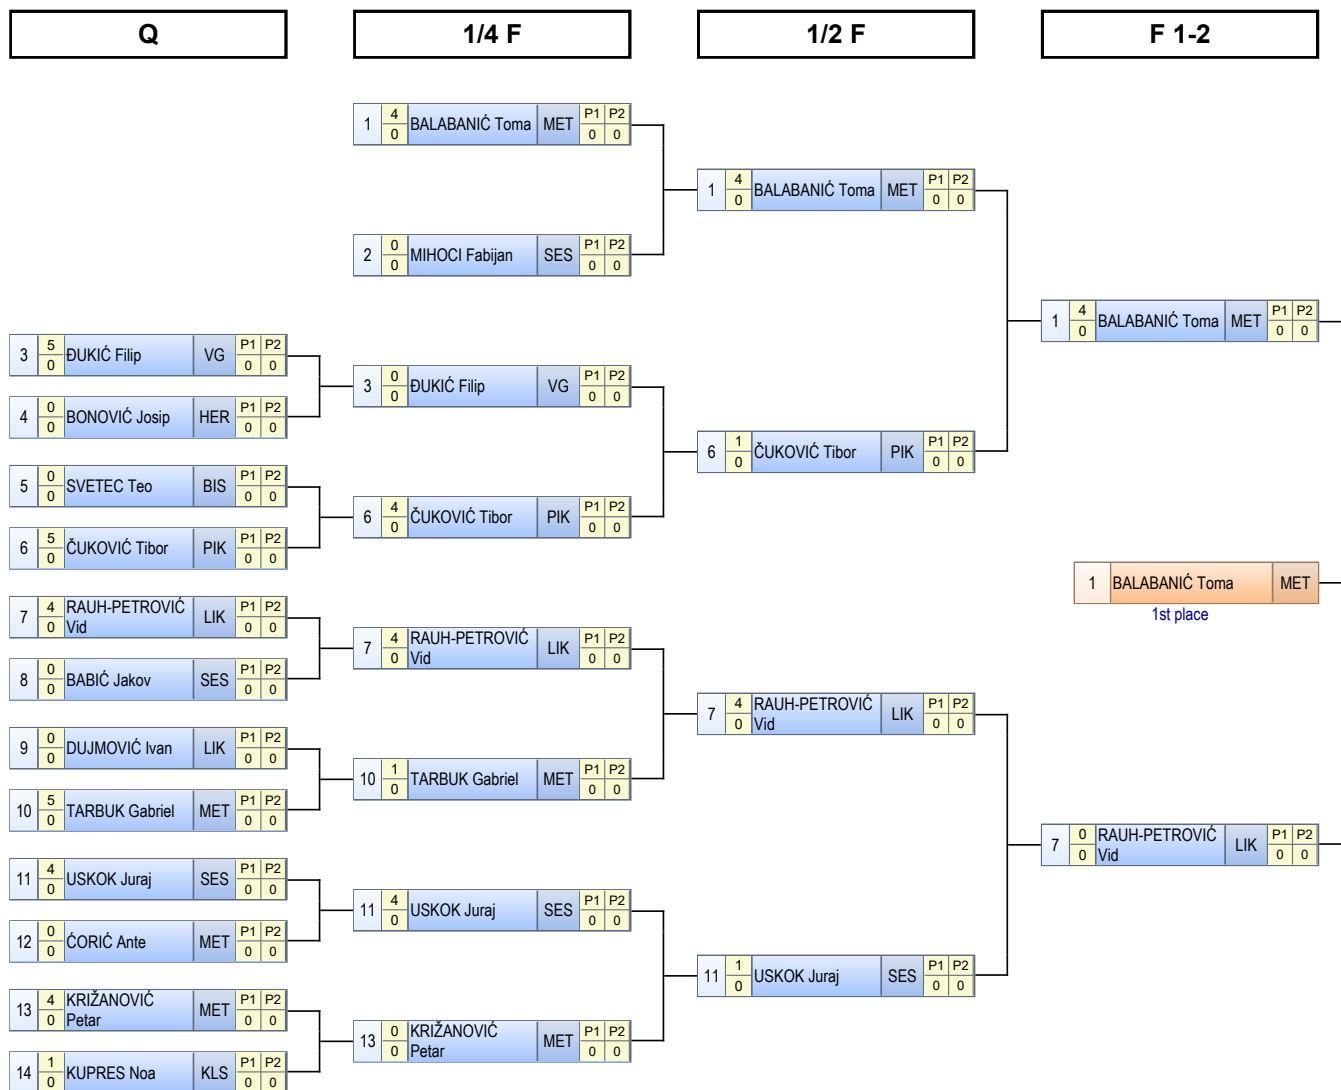 Q
1/4 F
1/2 F
F 1-2
1 4 0 BALABANIĆ Toma MET P1 P2 0 0
2 0 0 MIHOCI Fabijan SES P1 P2 0 0
3 5 0 ĐUKIĆ Filip VG P1 P2 0 0
4 0 0 BONOVIĆ Josip HER P1 P2 0 0
5 0 0 SVETEC Teo BIS P1 P2 0 0
6 5 0 ČUKOVIĆ Tibor PIK P1 P2 0 0
7 4 0 RAUH-PETROVIĆ
Vid LIK P1 P2 0 0
8 0 0 BABIĆ Jakov SES P1 P2 0 0
9 0 0 DUJMOVIĆ Ivan LIK P1 P2 0 0
10 5 0 TARBUK Gabriel MET P1 P2 0 0
11 4 0 USKOK Juraj SES P1 P2 0 0
12 0 0 ĆORIĆ Ante MET P1 P2 0 0
13 4 0 KRIŽANOVIĆ
Petar MET P1 P2 0 0
14 1 0 KUPRES Noa KLS P1 P2 0 0
3 0 0 ĐUKIĆ Filip VG P1 P2 0 0
6 4 0 ČUKOVIĆ Tibor PIK P1 P2 0 0
7 4 0 RAUH-PETROVIĆ
Vid LIK P1 P2 0 0
10 1 0 TARBUK Gabriel MET P1 P2 0 0
11 4 0 USKOK Juraj SES P1 P2 0 0
13 0 0 KRIŽANOVIĆ
Petar MET P1 P2 0 0
1 4 0 BALABANIĆ Toma MET P1 P2 0 0
6 1 0 ČUKOVIĆ Tibor PIK P1 P2 0 0
7 4 0 RAUH-PETROVIĆ
Vid LIK P1 P2 0 0
11 1 0 USKOK Juraj SES P1 P2 0 0
1 4 0 BALABANIĆ Toma MET P1 P2 0 0
1 BALABANIĆ Toma MET
1st place
7 0 0 RAUH-PETROVIĆ
Vid LIK P1 P2 0 0